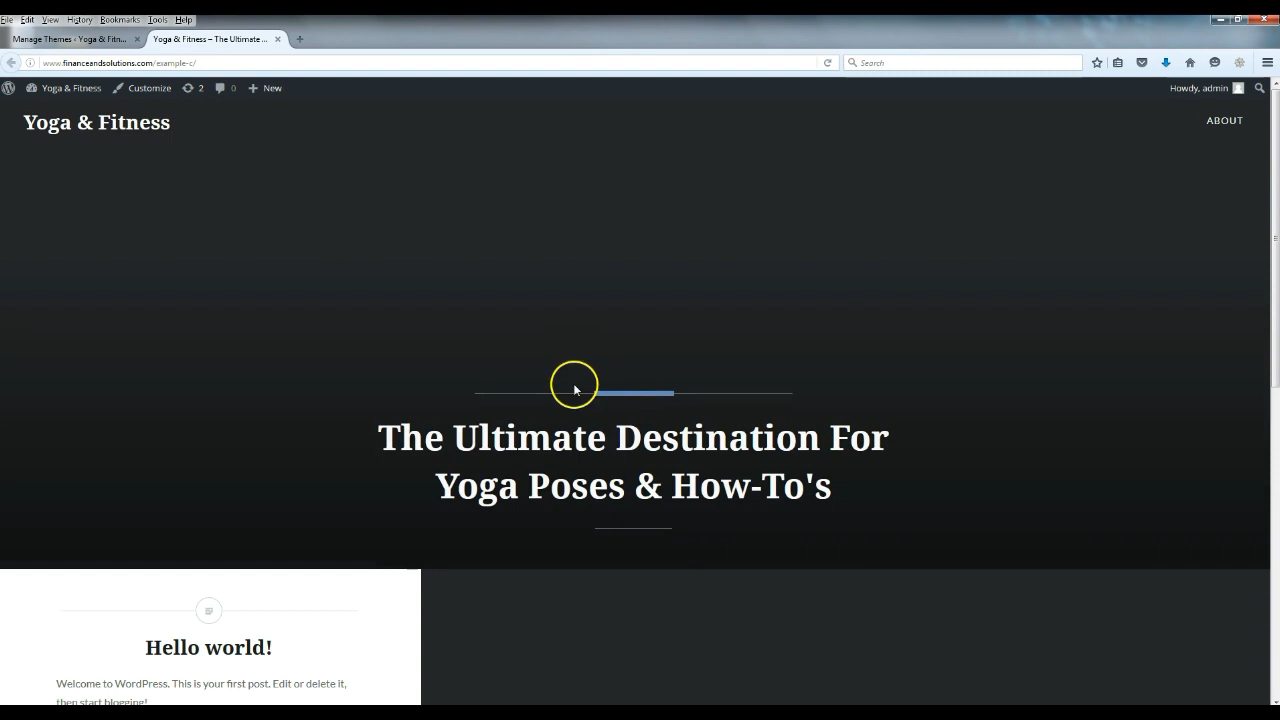 File Edit View History Bookmarks Tools Help
Manage Themes ‹ Yoga & Fitn... × Yoga & Fitness – The Ultimate ... × +
www.financeandsolutions.com/example-c/ Search
Yoga & Fitness Customize 2 0 + New Howdy, admin
Yoga & Fitness ABOUT
The Ultimate Destination For
Yoga Poses & How-To's
Hello world!
Welcome to WordPress. This is your first post. Edit or delete it,
then start blogging!